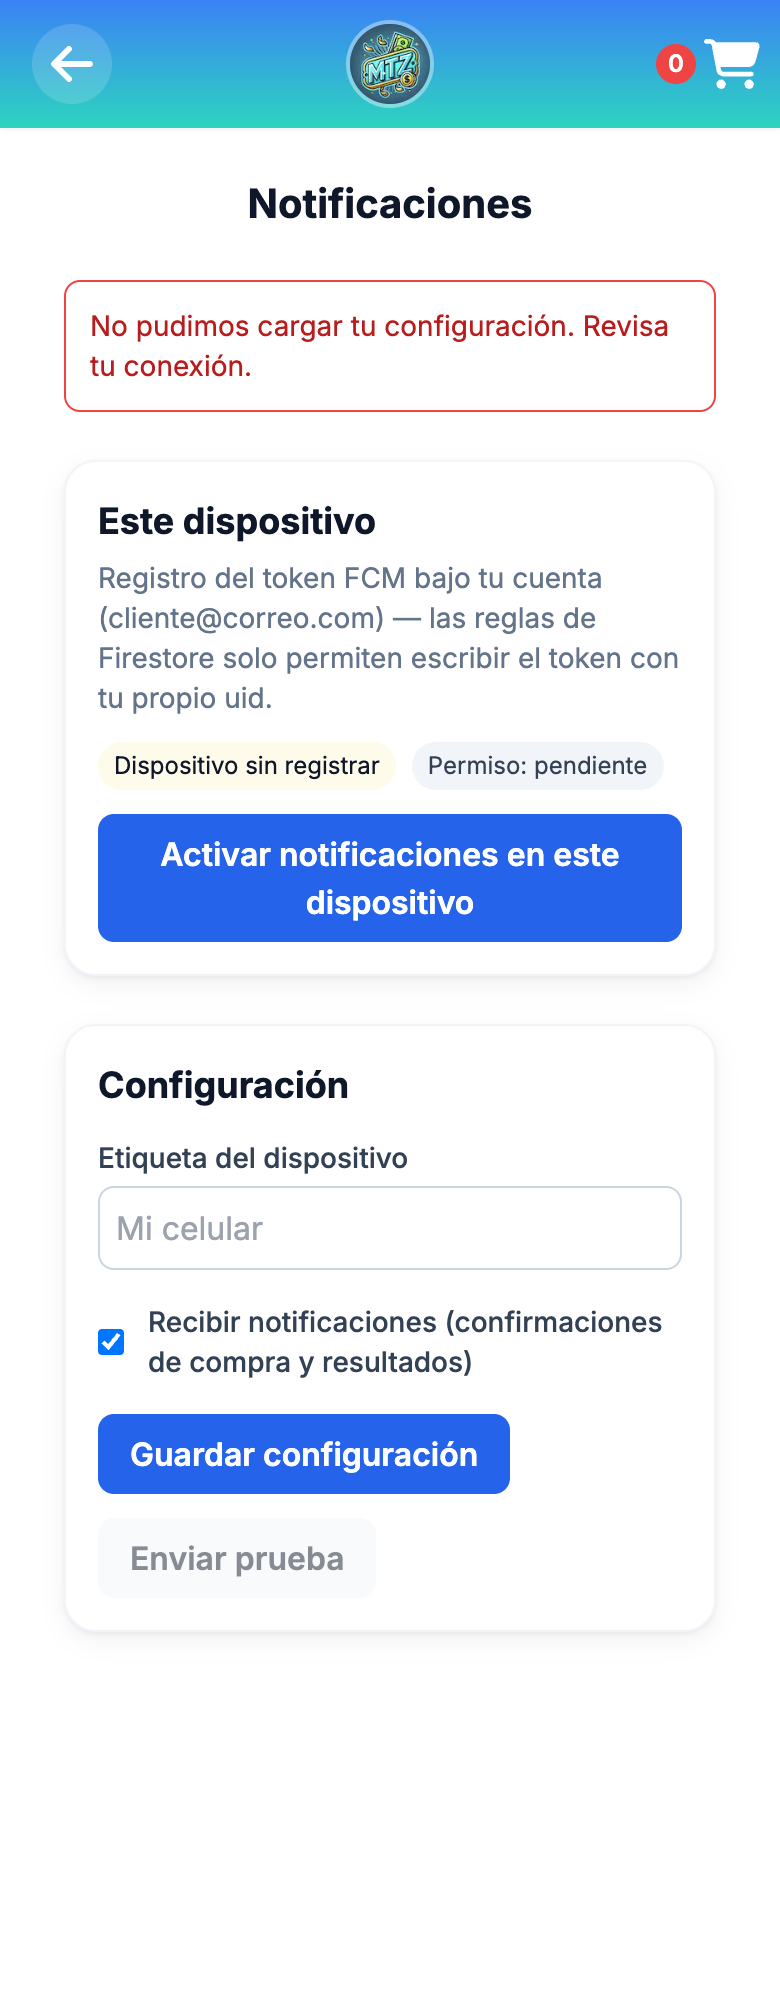 MTZ
0
Notificaciones
No pudimos cargar tu configuración. Revisa
tu conexión.
Este dispositivo
Registro del token FCM bajo tu cuenta
(cliente@correo.com) — las reglas de
Firestore solo permiten escribir el token con
tu propio uid.
Dispositivo sin registrar
Permiso: pendiente
Activar notificaciones en este
dispositivo
Configuración
Etiqueta del dispositivo
Mi celular
Recibir notificaciones (confirmaciones
de compra y resultados)
Guardar configuración
Enviar prueba